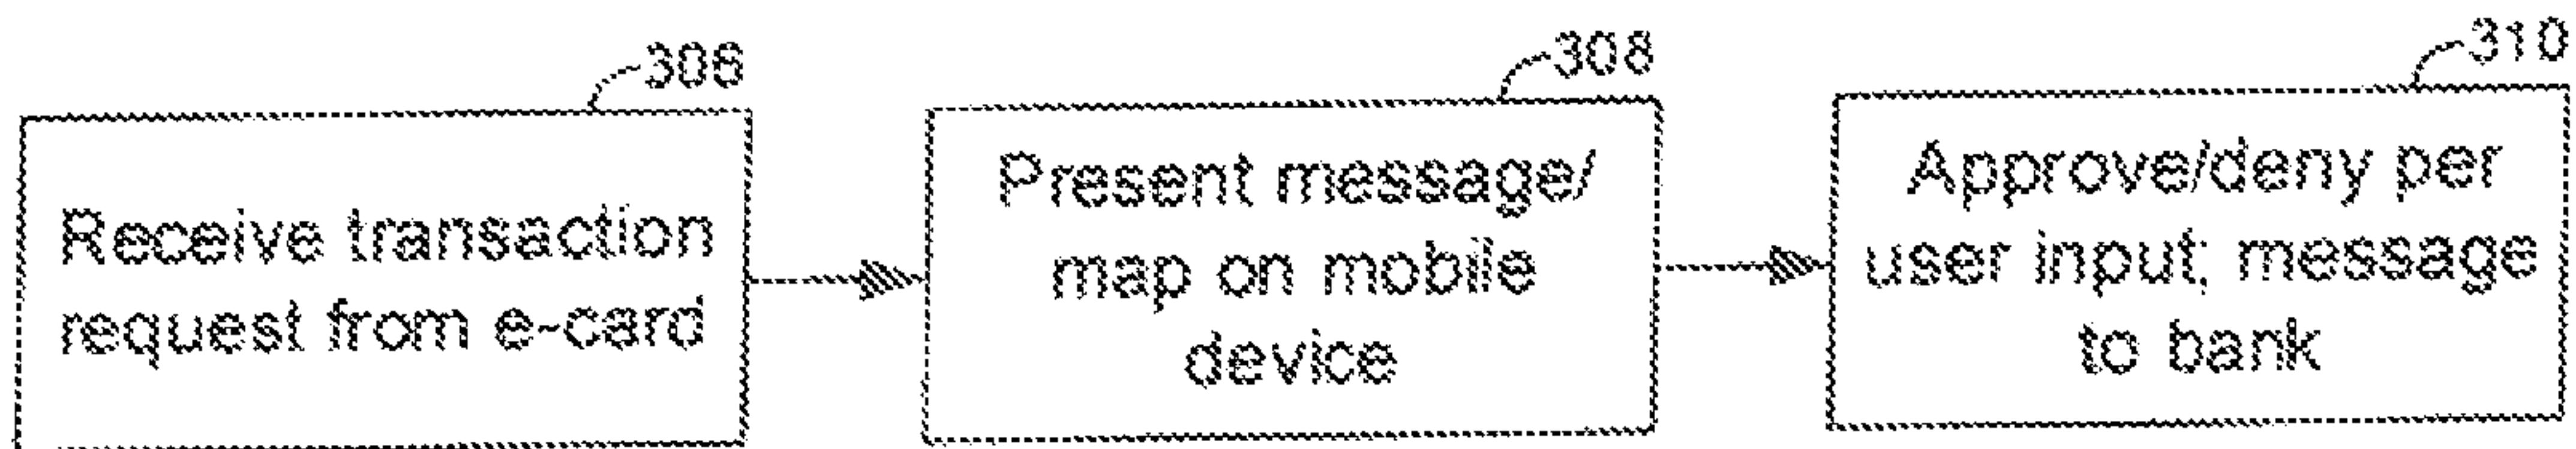 306
Receive transaction
request from e-card
308
Present message/
map on mobile
device
310
Approve/deny per
user input; message
to bank